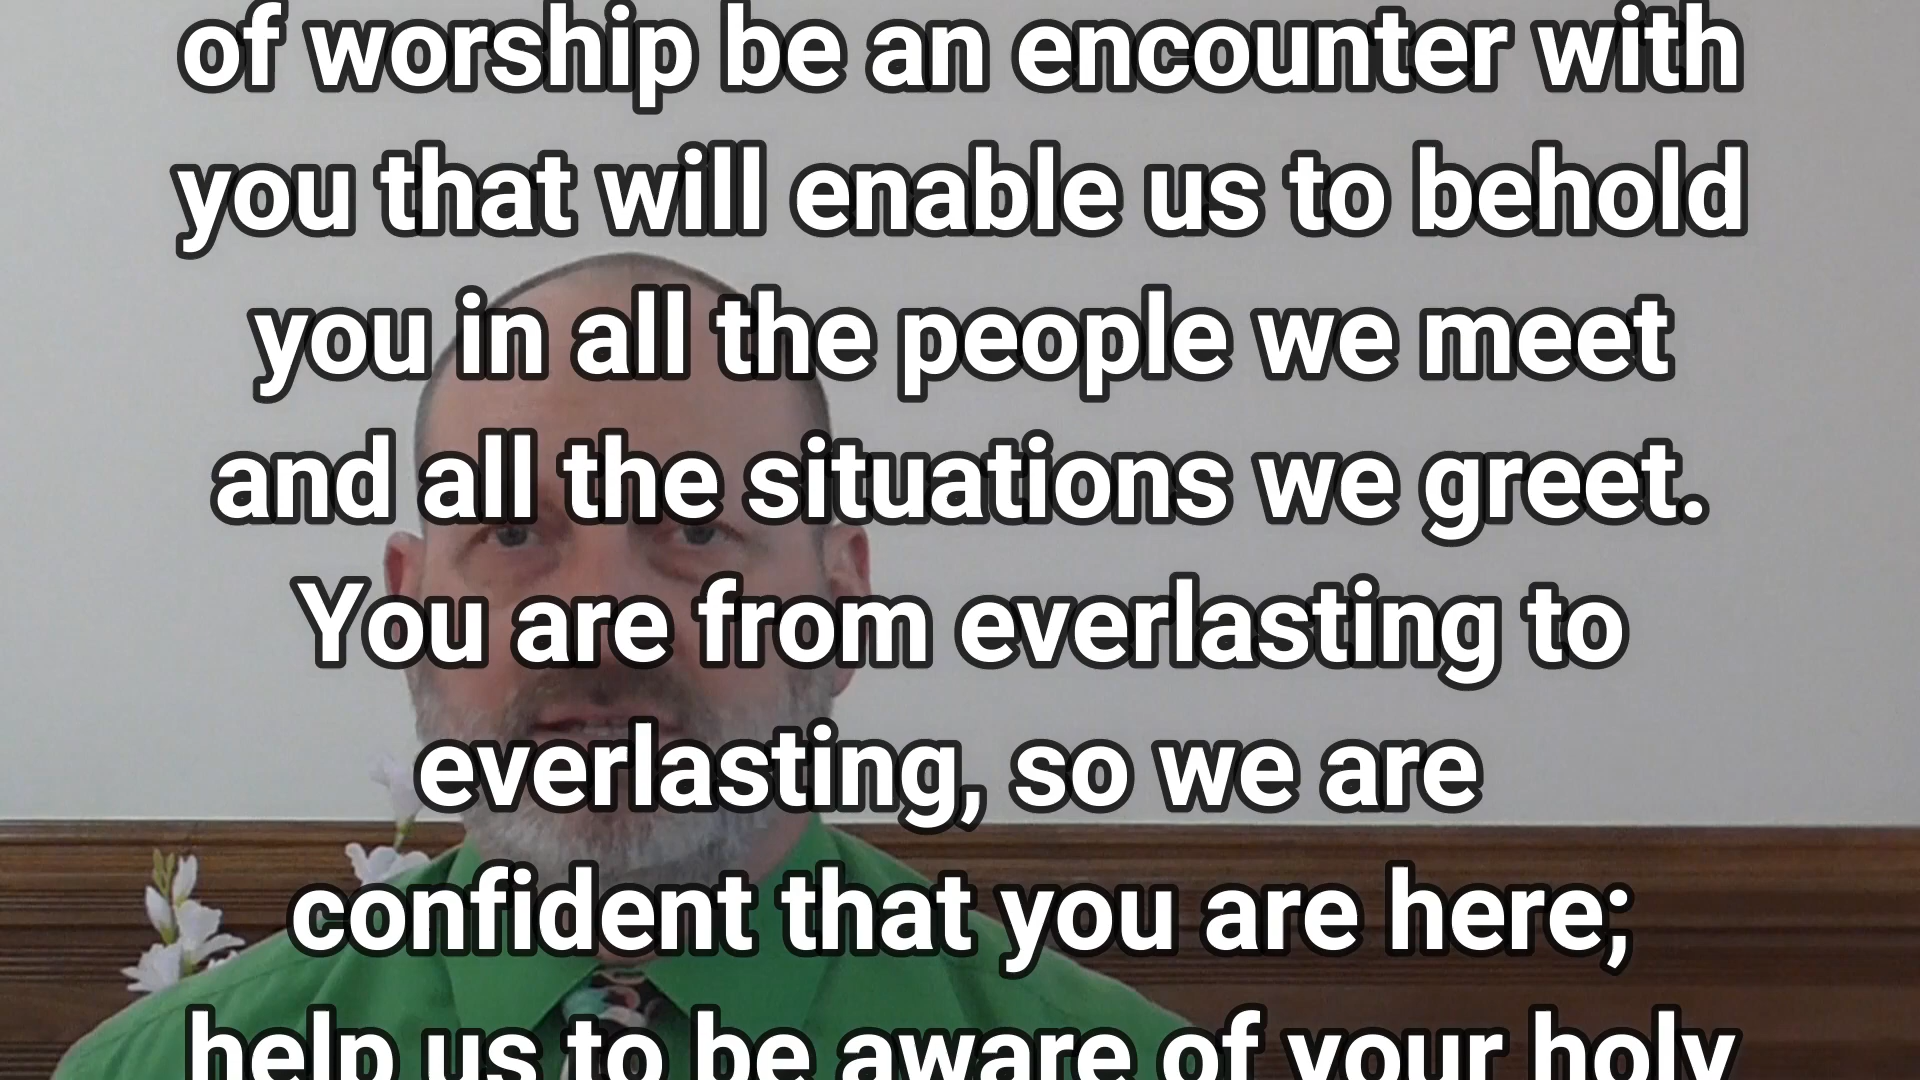 of worship be an encounter with
you that will enable us to behold
you in all the people we meet
and all the situations we greet.
You are from everlasting to
everlasting, so we are
confident that you are here;
help us to be aware of your holy